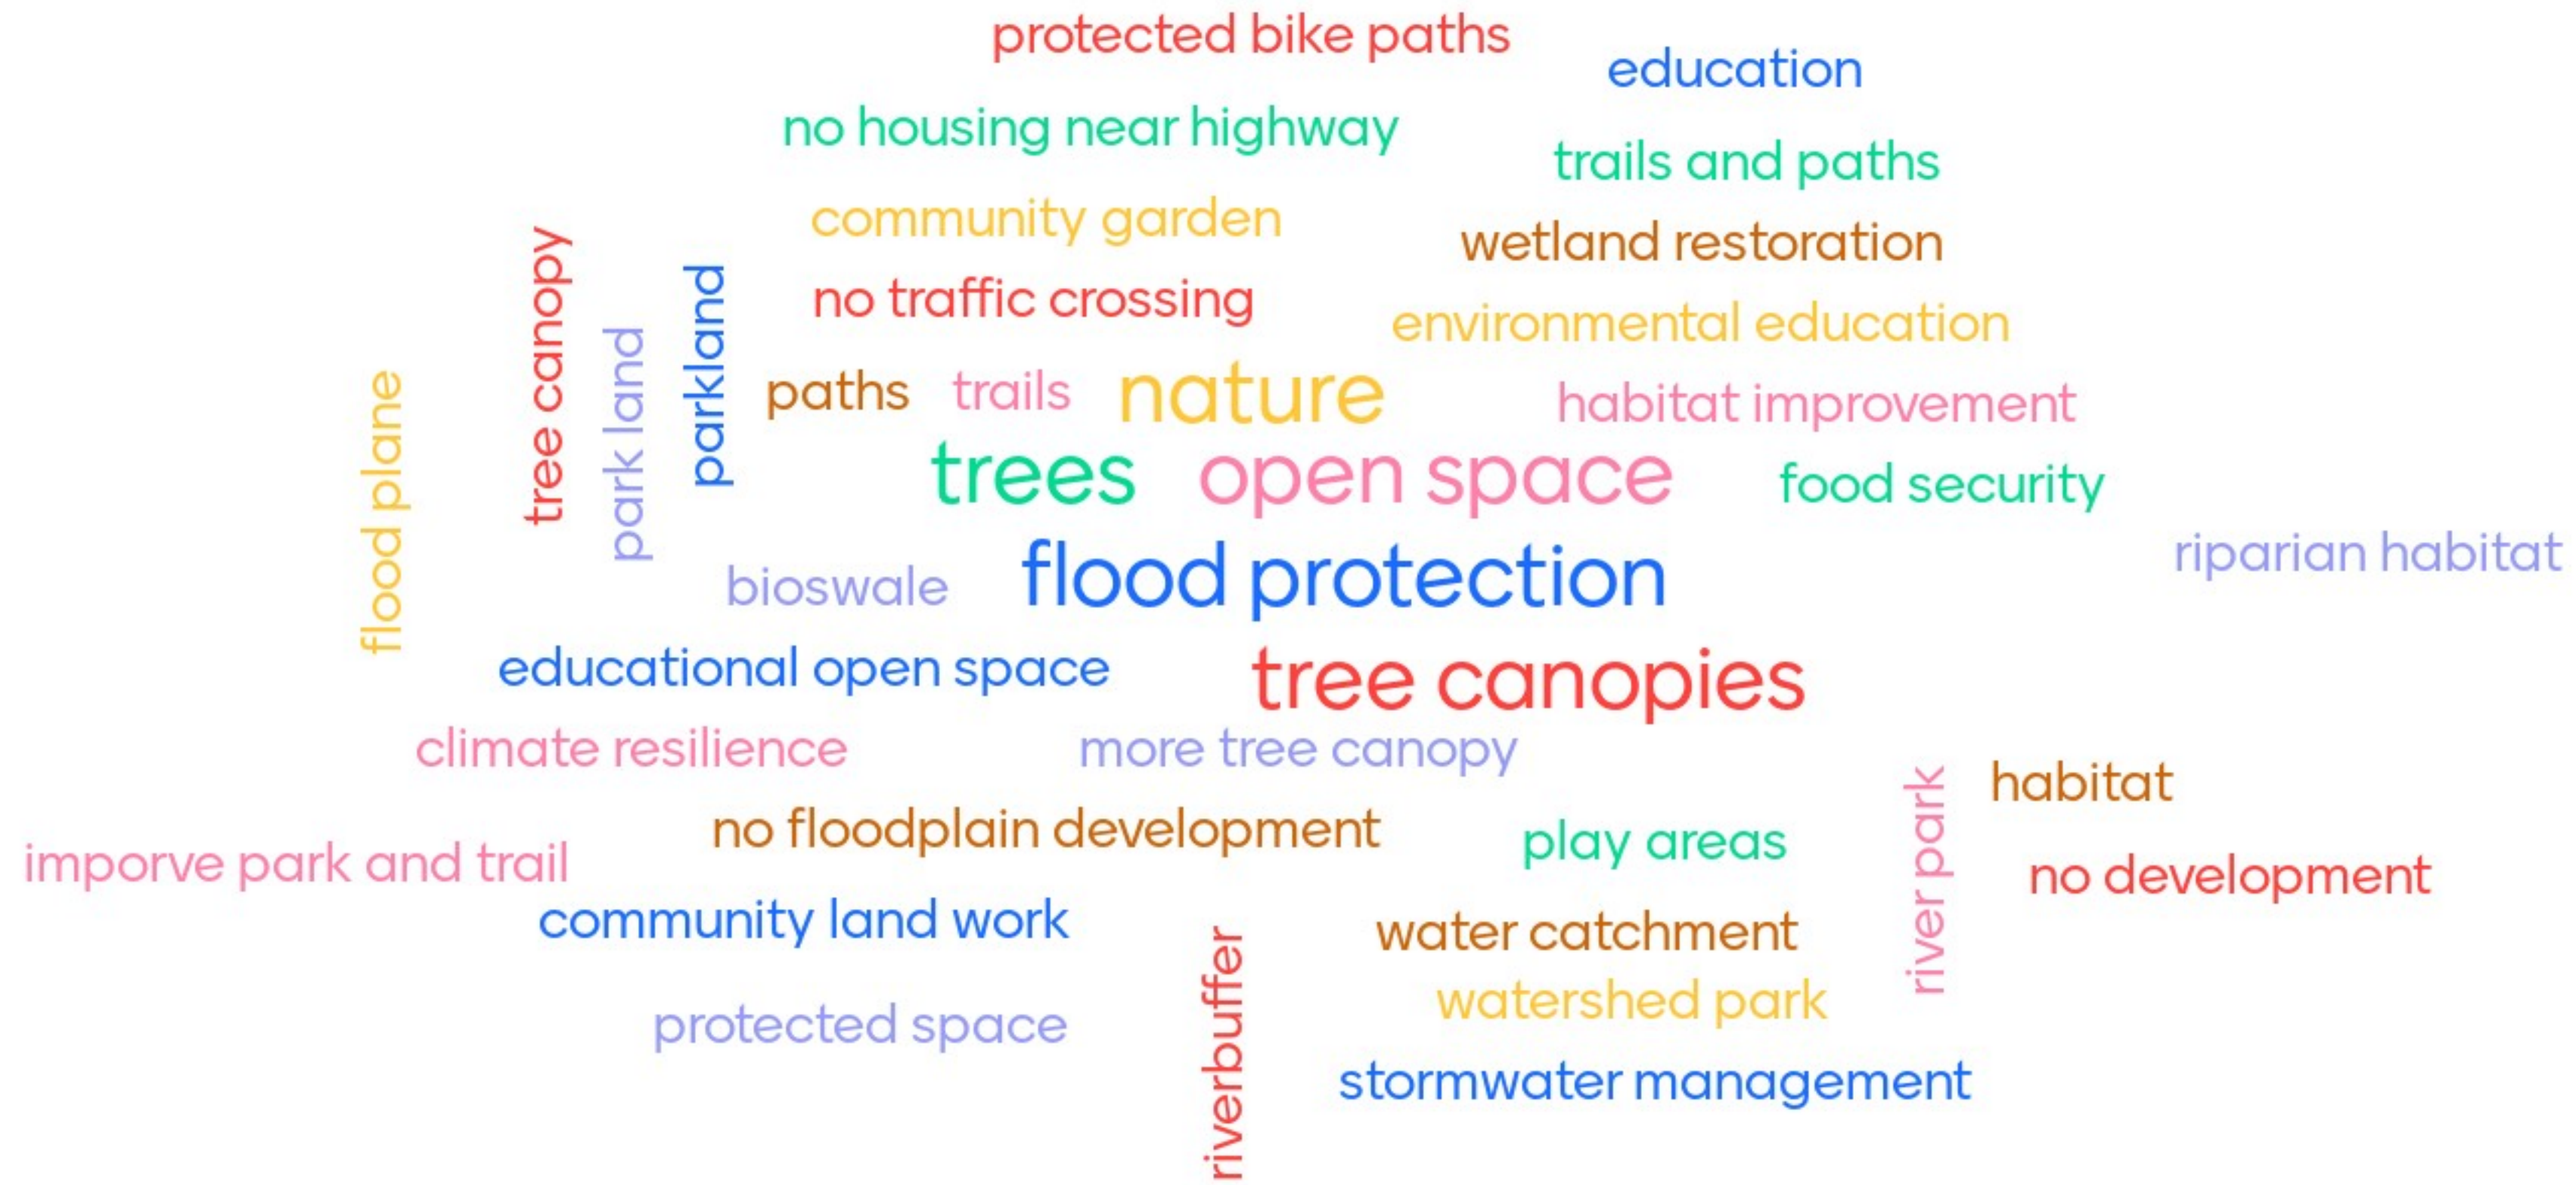 protected bike paths
education
no housing near highway
trails and paths
community garden
wetland restoration
tree canopy
parkland
no traffic crossing
environmental education
park land
flood plane
paths
trails
nature
habitat improvement
trees
open space
food security
riparian habitat
bioswale
flood protection
educational open space
tree canopies
climate resilience
more tree canopy
river park
habitat
no floodplain development
play areas
imporve park and trail
no development
community land work
water catchment
riverbuffer
watershed park
protected space
stormwater management